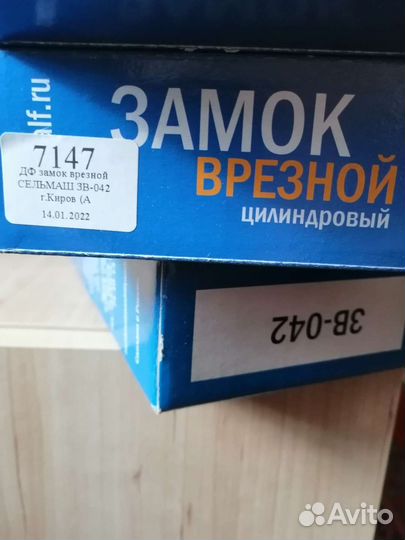 alf.ru
ЗАМОК
ВРЕЗНОЙ
цилиндровый
7147
ДФ замок врезной
СЕЛЬМАШ ЗВ-042
г.Киров (А
14.01.2022
ЗВ-042
Avito